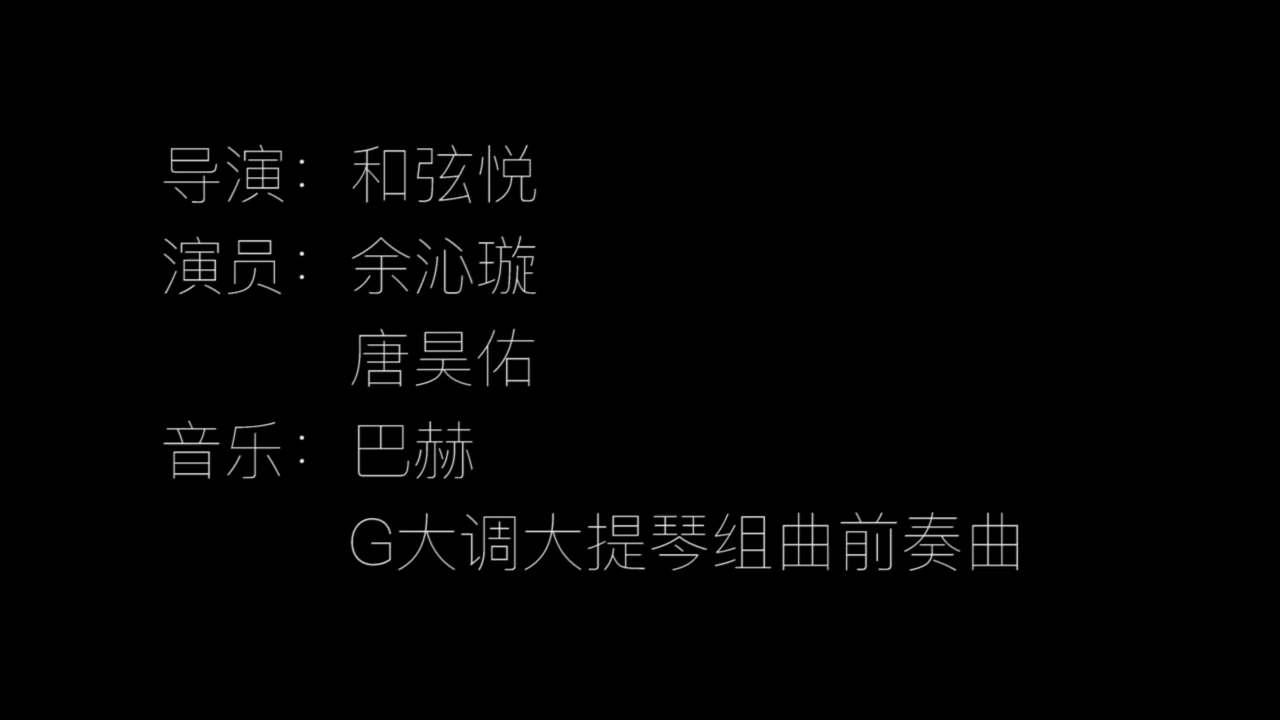 导演：和弦悦
演员：余沁璇
唐昊佑
音乐：巴赫
G大调大提琴组曲前奏曲